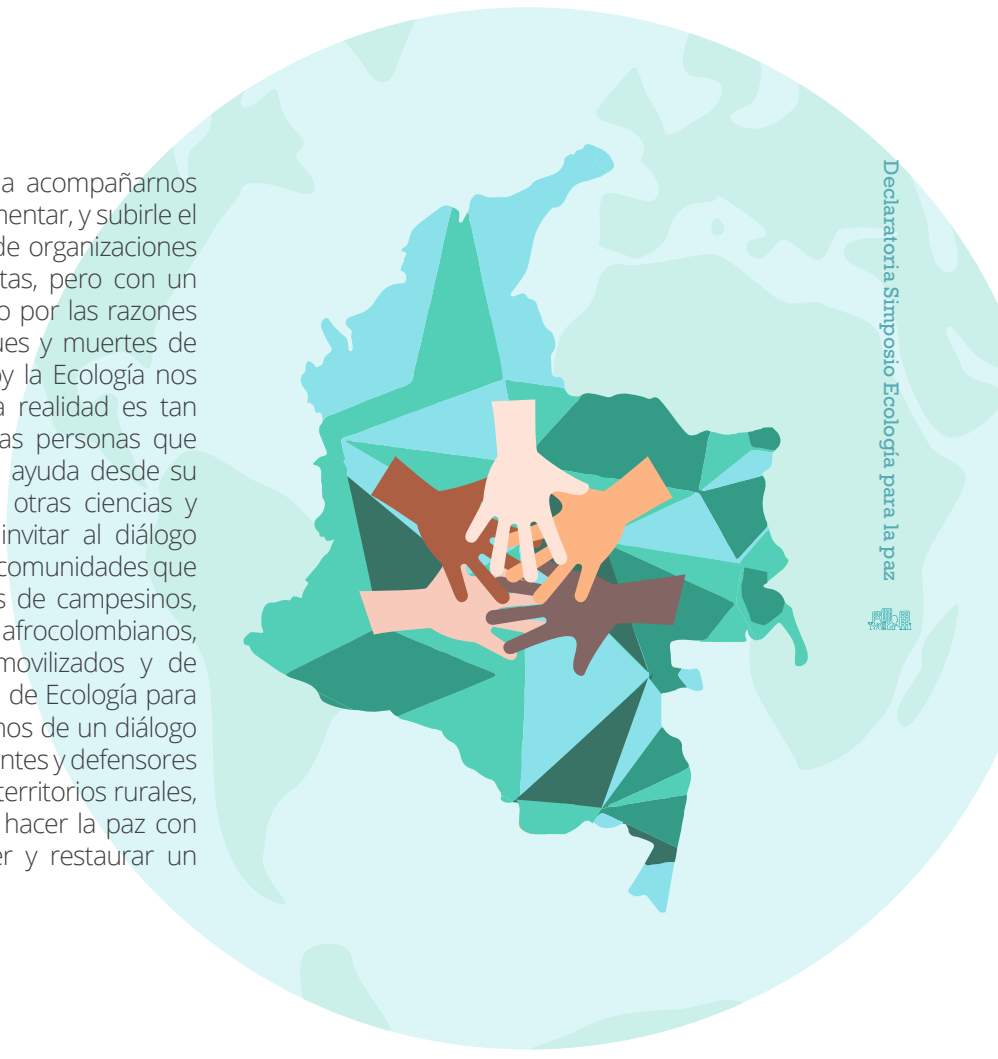 a acompañarnos
mentar, y subirle el
de organizaciones
tas, pero con un
o por las razones
ues y muertes de
oy la Ecología nos
a realidad es tan
as personas que
ayuda desde su
otras ciencias y
invitar al diálogo
comunidades que
s de campesinos,
afrocolombianos,
movilizados y de
de Ecología para
nos de un diálogo
ntes y defensores
territorios rurales,
hacer la paz con
er y restaurar un
Declaratoria Simposio Ecología para la paz